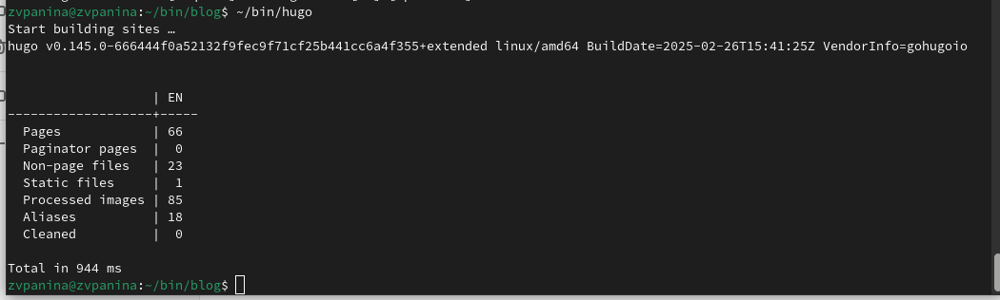 zvpanina@zvpanina:~/bin/blog$ ~/bin/hugo
Start building sites …
hugo v0.145.0-666444f0a52132f9fec9f71cf25b441cc6a4f355+extended linux/amd64 BuildDate=2025-02-26T15:41:25Z VendorInfo=gohugoio
                   | EN
-------------------+-----
  Pages            | 66
  Paginator pages  |  0
  Non-page files   | 23
  Static files     |  1
  Processed images | 85
  Aliases          | 18
  Cleaned          |  0
Total in 944 ms
zvpanina@zvpanina:~/bin/blog$